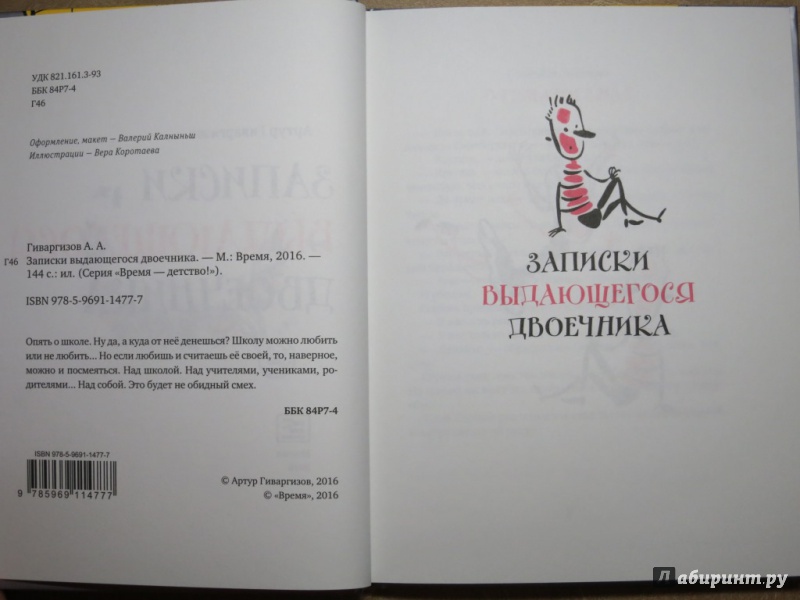 УДК 821.161.3-93
ББК 84Р7-4
Г46
Оформление, макет — Валерий Калныньш
Иллюстрации — Вера Коротаева
Гиваргизов А. А.
Г46 Записки выдающегося двоечника. — М.: Время, 2016. —
144 с.: ил. (Серия «Время — детство!»).
ISBN 978-5-9691-1477-7
Опять о школе. Ну да, а куда от неё денешься? Школу можно любить
или не любить... Но если любишь и считаешь её своей, то, наверное,
можно и посмеяться. Над школой. Над учителями, учениками, ро-
дителями... Над собой. Это будет не обидный смех.
ББК 84Р7-4
ISBN 978-5-9691-1477-7
9 785969 114777
© Артур Гиваргизов, 2016
© «Время», 2016
ЗАПИСКИ
ВЫДАЮЩЕГОСЯ
ДВОЕЧНИКА
Лабиринт.ру